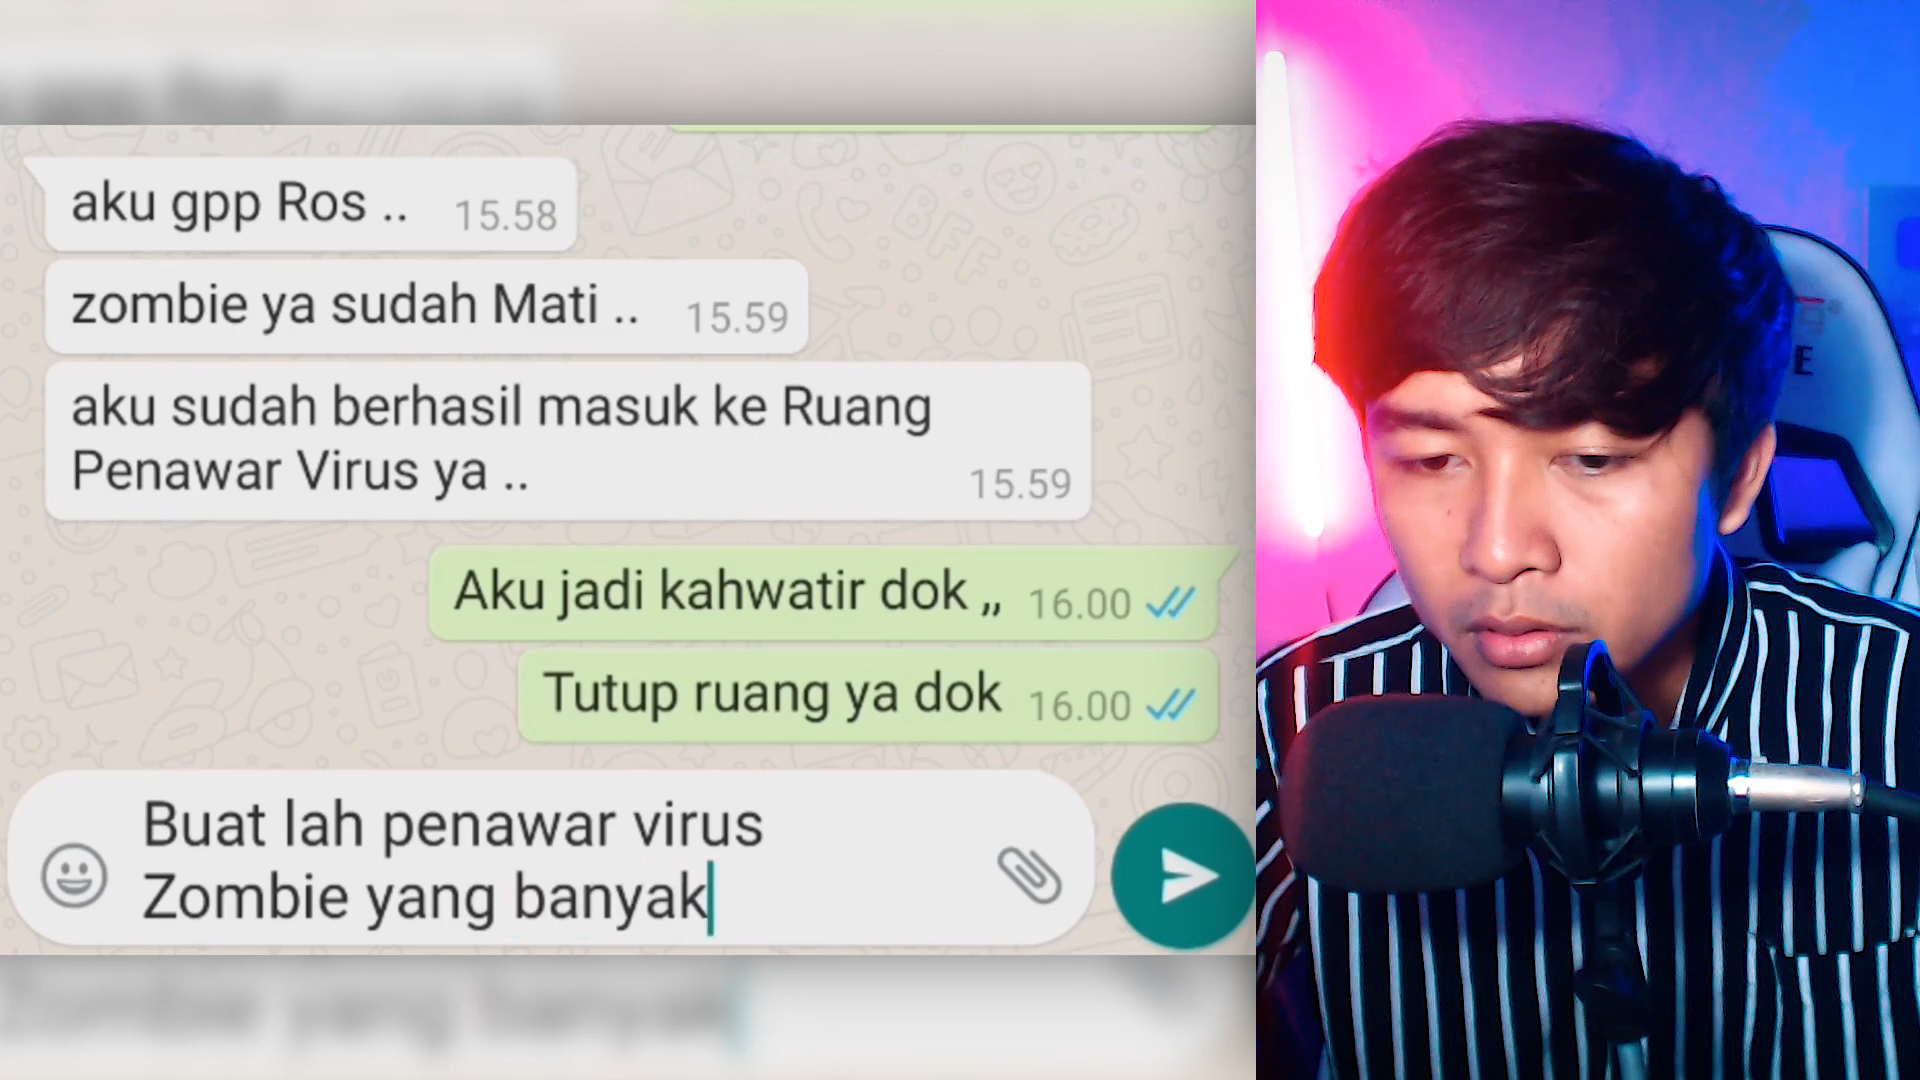 aku gpp Ros ..
15.58
zombie ya sudah Mati ..
15.59
aku sudah berhasil masuk ke Ruang
Penawar Virus ya ..
15.59
Aku jadi kahwatir dok ,,
16.00
Tutup ruang ya dok
16.00
Buat lah penawar virus
Zombie yang banyak